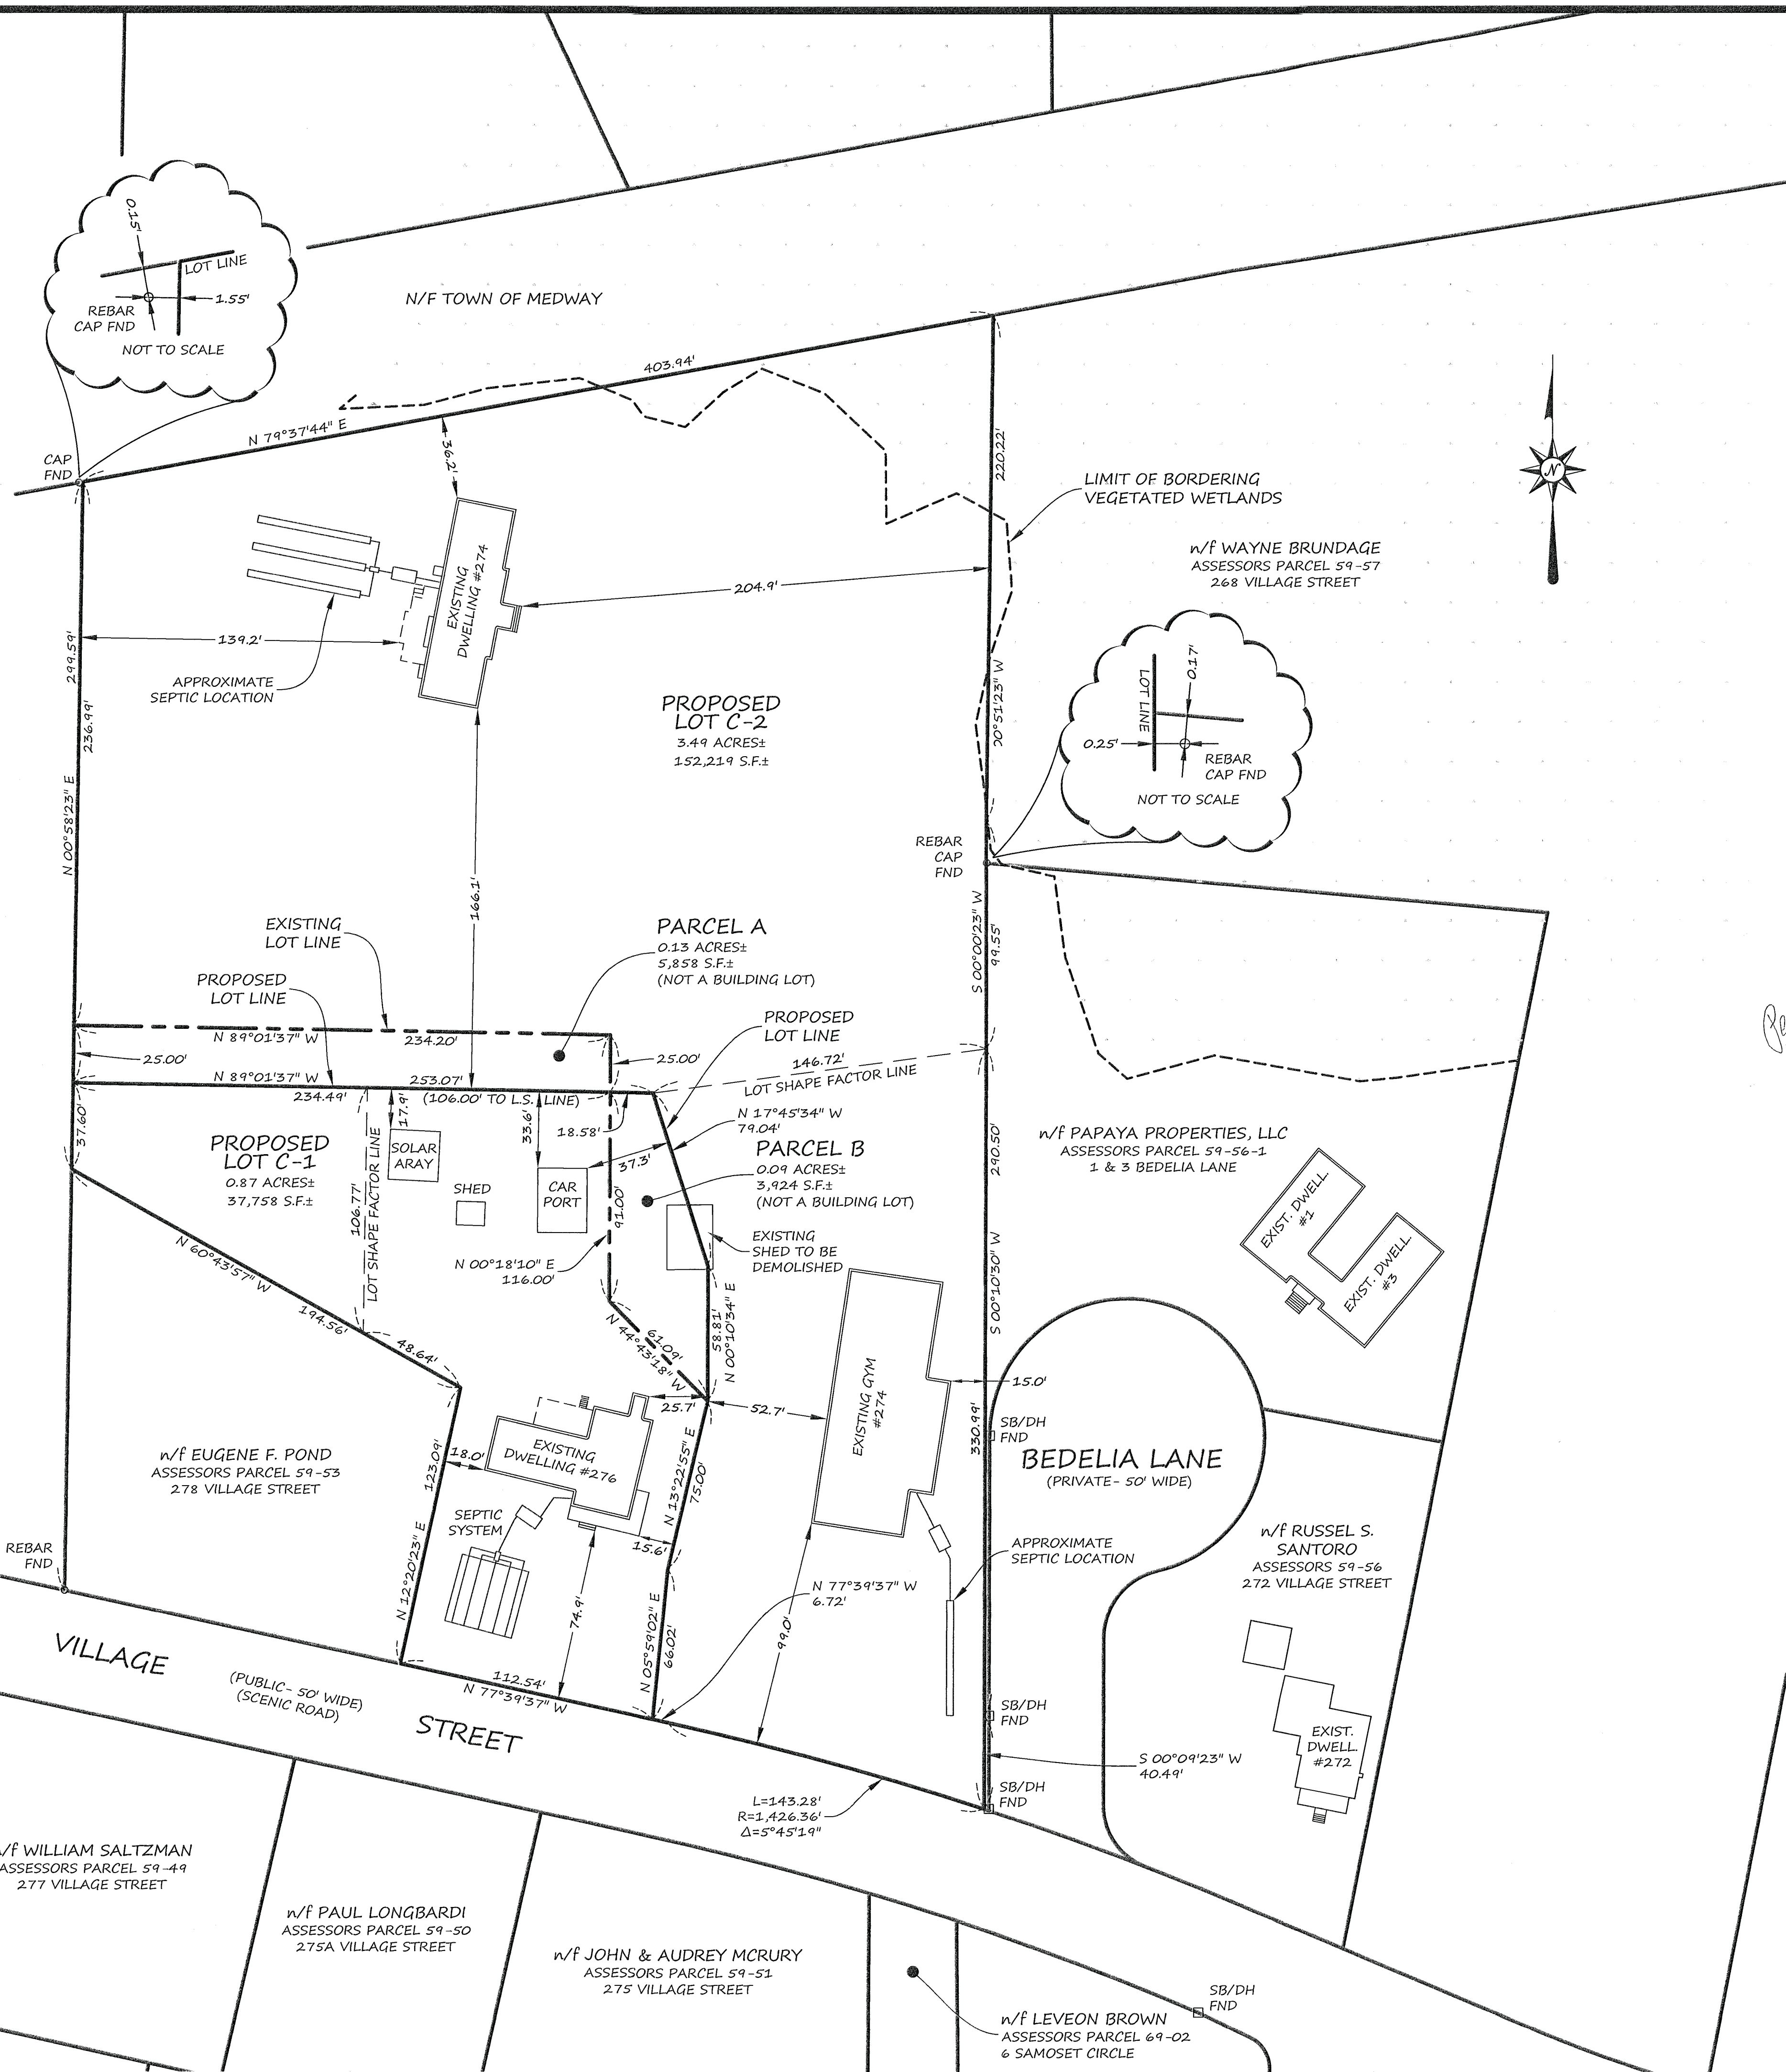 0.15'
LOT LINE
1.55'
REBAR
CAP FND
NOT TO SCALE
N/F TOWN OF MEDWAY
403.94'
N 79°37'44" E
CAP
FND
36.2'
220.22'
LIMIT OF BORDERING
VEGETATED WETLANDS
N
n/f WAYNE BRUNDAGE
ASSESSORS PARCEL 59-57
268 VILLAGE STREET
EXISTING
DWELLING #274
204.9'
139.2'
299.59'
236.99'
N 00°58'23" E
APPROXIMATE
SEPTIC LOCATION
PROPOSED
LOT C-2
3.49 ACRES±
152,219 S.F.±
00°51'23" W
LOT LINE
0.17'
0.25'
REBAR
CAP FND
NOT TO SCALE
REBAR
CAP
FND
166.1'
S 00°00'23" W
99.55'
EXISTING
LOT LINE
PROPOSED
LOT LINE
PARCEL A
0.13 ACRES±
5,858 S.F.±
(NOT A BUILDING LOT)
PROPOSED
LOT LINE
N 89°01'37" W
234.20'
25.00'
25.00'
146.72'
LOT SHAPE FACTOR LINE
N 89°01'37" W
253.07'
234.49'
(106.00' TO L.S. LINE)
37.60'
17.9'
33.6'
18.58'
N 17°45'34" W
79.04'
PROPOSED
LOT C-1
0.87 ACRES±
37,758 S.F.±
SOLAR
ARAY
SHED
CAR
PORT
37.3'
PARCEL B
0.09 ACRES±
3,924 S.F.±
(NOT A BUILDING LOT)
n/f PAPAYA PROPERTIES, LLC
ASSESSORS PARCEL 59-56-1
1 & 3 BEDELIA LANE
290.50'
106.77'
LOT SHAPE FACTOR LINE
91.00'
EXISTING
SHED TO BE
DEMOLISHED
N 00°18'10" E
116.00'
EXIST. DWELL.
#1
EXIST. DWELL.
#3
N 60°43'57" W
194.56'
48.64'
S 00°10'30" W
61.09'
N 44°43'18" W
58.81'
N 00°10'34" E
EXISTING GYM
#274
15.0'
25.7'
52.7'
330.99'
SB/DH
FND
BEDELIA LANE
(PRIVATE- 50' WIDE)
n/f EUGENE F. POND
ASSESSORS PARCEL 59-53
278 VILLAGE STREET
123.09'
N 12°20'23" E
18.0'
EXISTING
DWELLING #276
N 13°22'55" E
75.00'
SEPTIC
SYSTEM
15.6'
APPROXIMATE
SEPTIC LOCATION
n/f RUSSEL S.
SANTORO
ASSESSORS 59-56
272 VILLAGE STREET
REBAR
FND
74.9'
N 05°59'02" E
66.02'
N 77°39'37" W
6.72'
99.0'
VILLAGE
(PUBLIC- 50' WIDE)
(SCENIC ROAD)
STREET
112.54'
N 77°39'37" W
SB/DH
FND
EXIST.
DWELL.
#272
S 00°09'23" W
40.49'
SB/DH
FND
L=143.28'
R=1,426.36'
Δ=5°45'19"
n/f WILLIAM SALTZMAN
ASSESSORS PARCEL 59-49
277 VILLAGE STREET
n/f PAUL LONGBARDI
ASSESSORS PARCEL 59-50
275A VILLAGE STREET
n/f JOHN & AUDREY MCRURY
ASSESSORS PARCEL 59-51
275 VILLAGE STREET
SB/DH
FND
n/f LEVEON BROWN
ASSESSORS PARCEL 69-02
6 SAMOSET CIRCLE